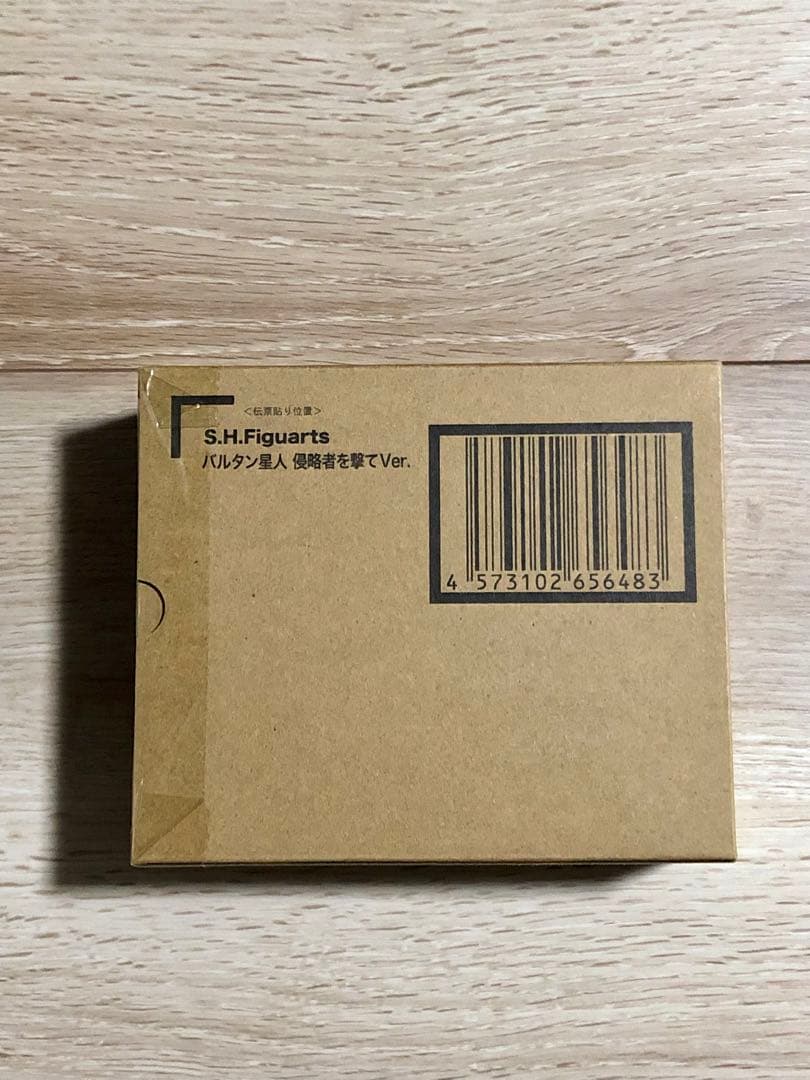 ＜伝票貼り位置＞
S.H.Figuarts
バルタン星人 侵略者を撃てVer.
4 573102 656483